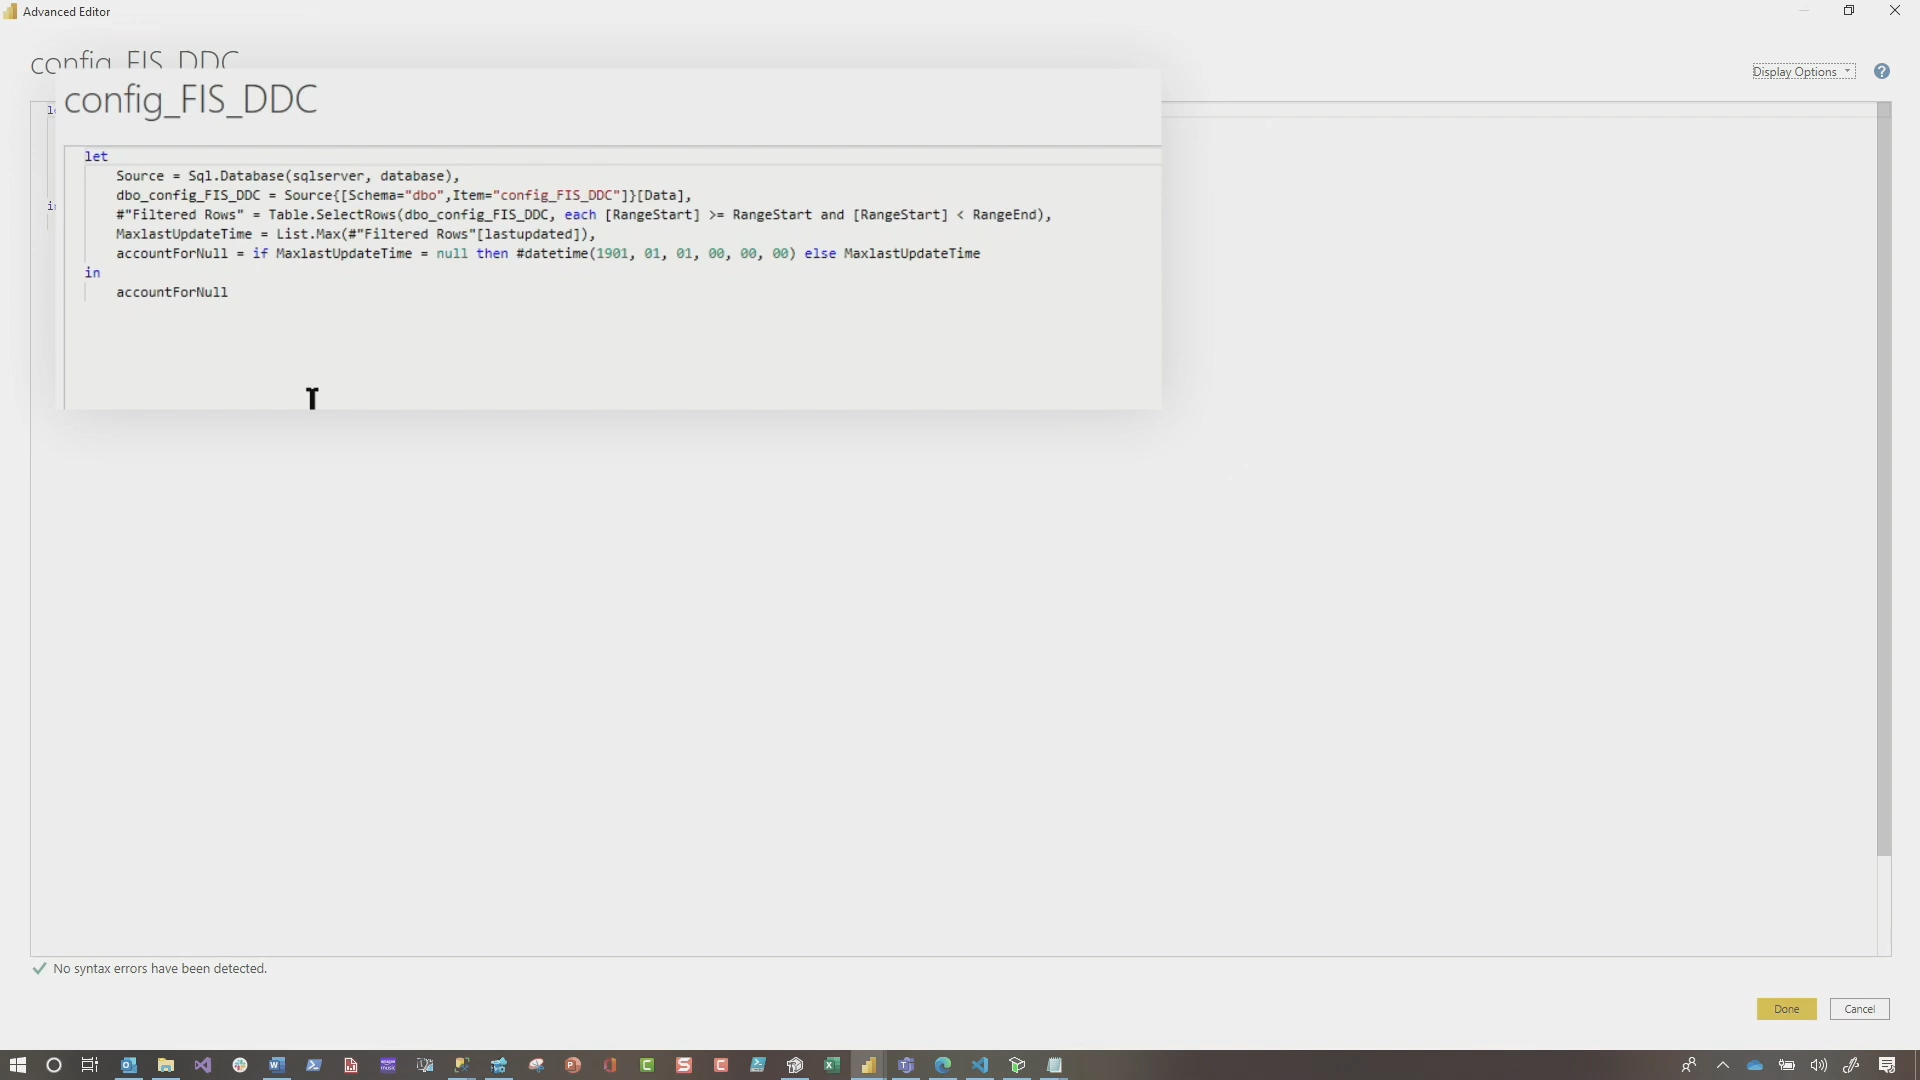 Advanced Editor
config_FIS_DDC
Display Options
?
config_FIS_DDC
let
Source = Sql.Database(sqlserver, database),
dbo_config_FIS_DDC = Source{[Schema="dbo",Item="config_FIS_DDC"]}[Data],
#"Filtered Rows" = Table.SelectRows(dbo_config_FIS_DDC, each [RangeStart] >= RangeStart and [RangeStart] < RangeEnd),
MaxlastUpdateTime = List.Max(#"Filtered Rows"[lastupdated]),
accountForNull = if MaxlastUpdateTime = null then #datetime(1901, 01, 01, 00, 00, 00) else MaxlastUpdateTime
in
accountForNull
No syntax errors have been detected.
Done
Cancel